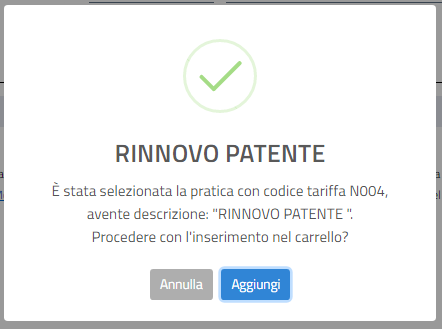 RINNOVO PATENTE
È stata selezionata la pratica con codice tariffa N004,
avente descrizione: "RINNOVO PATENTE ".
Procedere con l'inserimento nel carrello?
Annulla Aggiungi